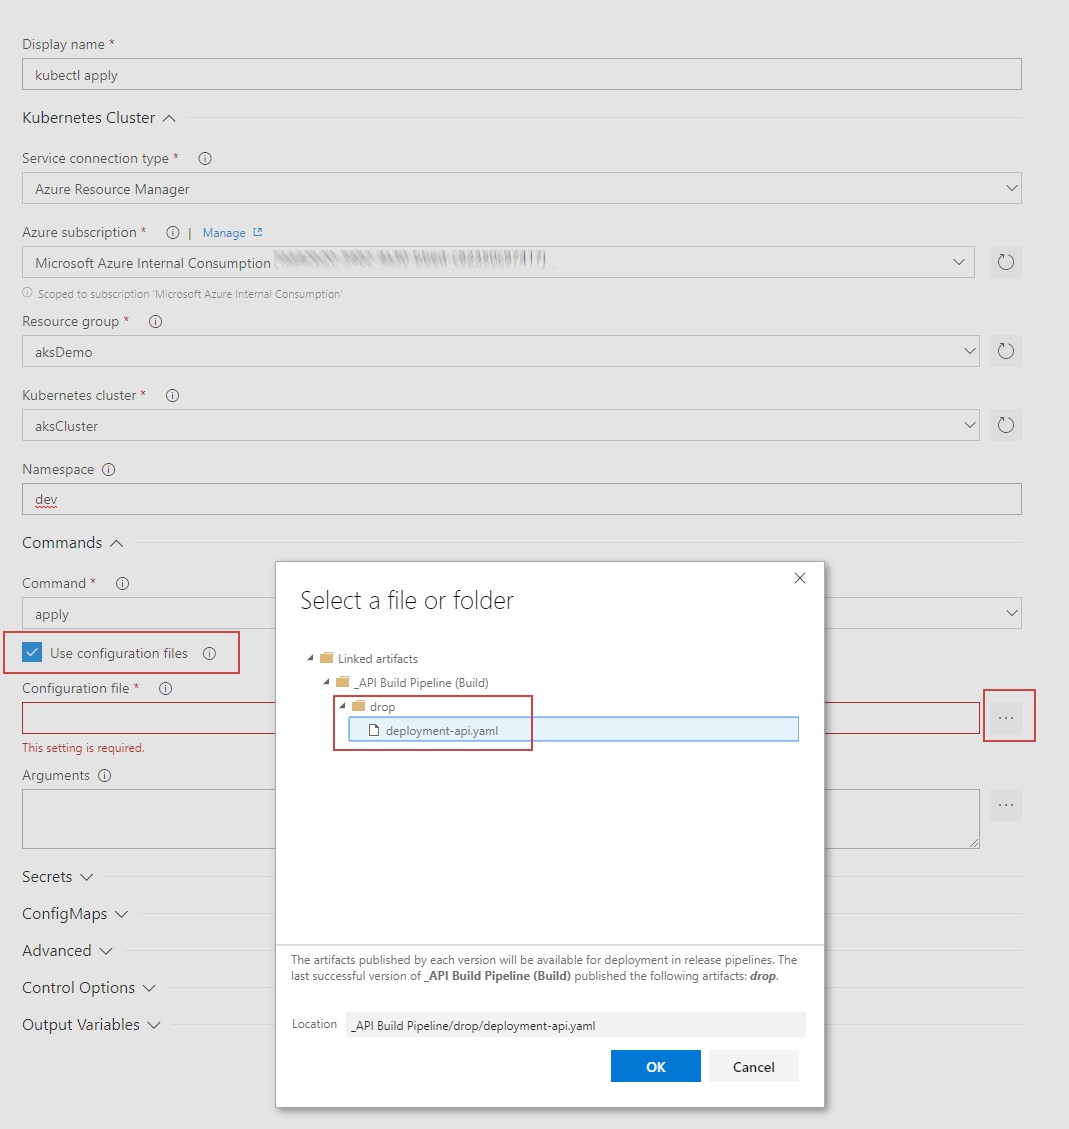 Display name *
kubectl apply
Kubernetes Cluster
Service connection type *
Azure Resource Manager
Azure subscription * | Manage
Microsoft Azure Internal Consumption
Scoped to subscription 'Microsoft Azure Internal Consumption'
Resource group *
aksDemo
Kubernetes cluster *
aksCluster
Namespace
dev
Commands
Command *
apply
Use configuration files
Configuration file *
...
This setting is required.
Arguments
...
Secrets
ConfigMaps
Advanced
Control Options
Output Variables
Select a file or folder
Linked artifacts
_API Build Pipeline (Build)
drop
deployment-api.yaml
The artifacts published by each version will be available for deployment in release pipelines. The
last successful version of _API Build Pipeline (Build) published the following artifacts: drop.
Location _API Build Pipeline/drop/deployment-api.yaml
OK Cancel